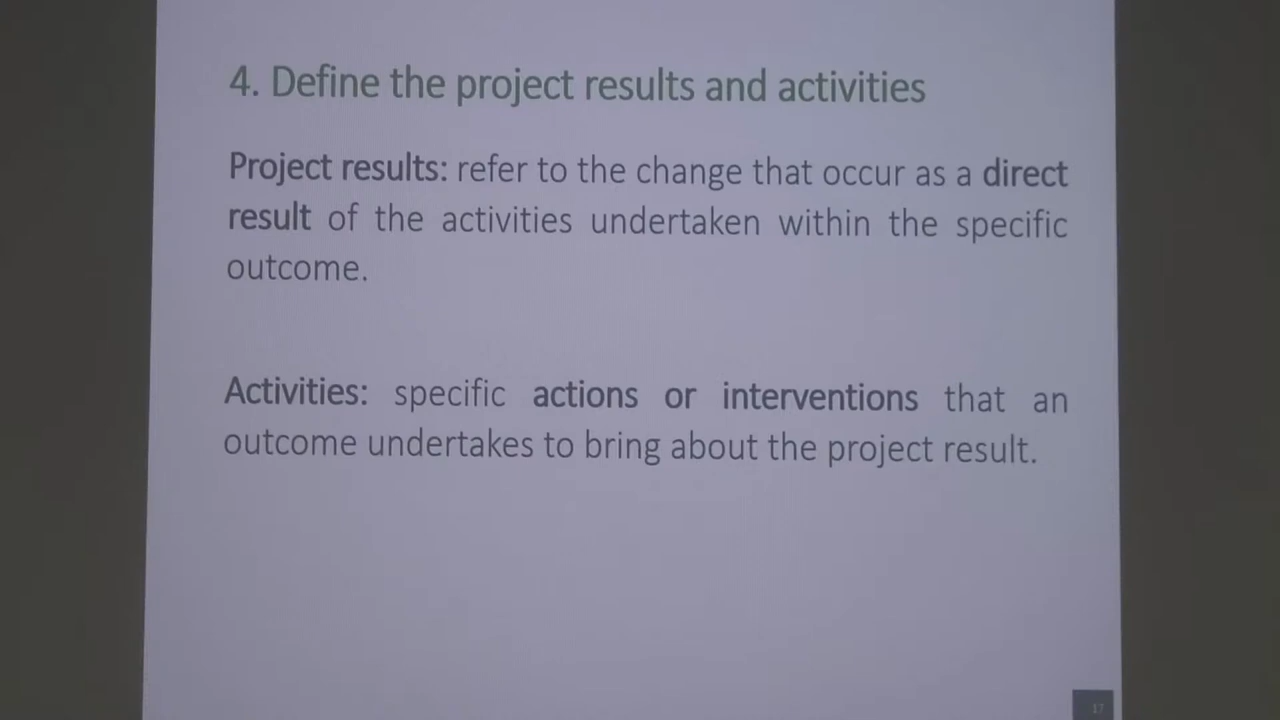 4. Define the project results and activities
Project results: refer to the change that occur as a direct
result of the activities undertaken within the specific
outcome.
Activities: specific actions or interventions that an
outcome undertakes to bring about the project result.
17